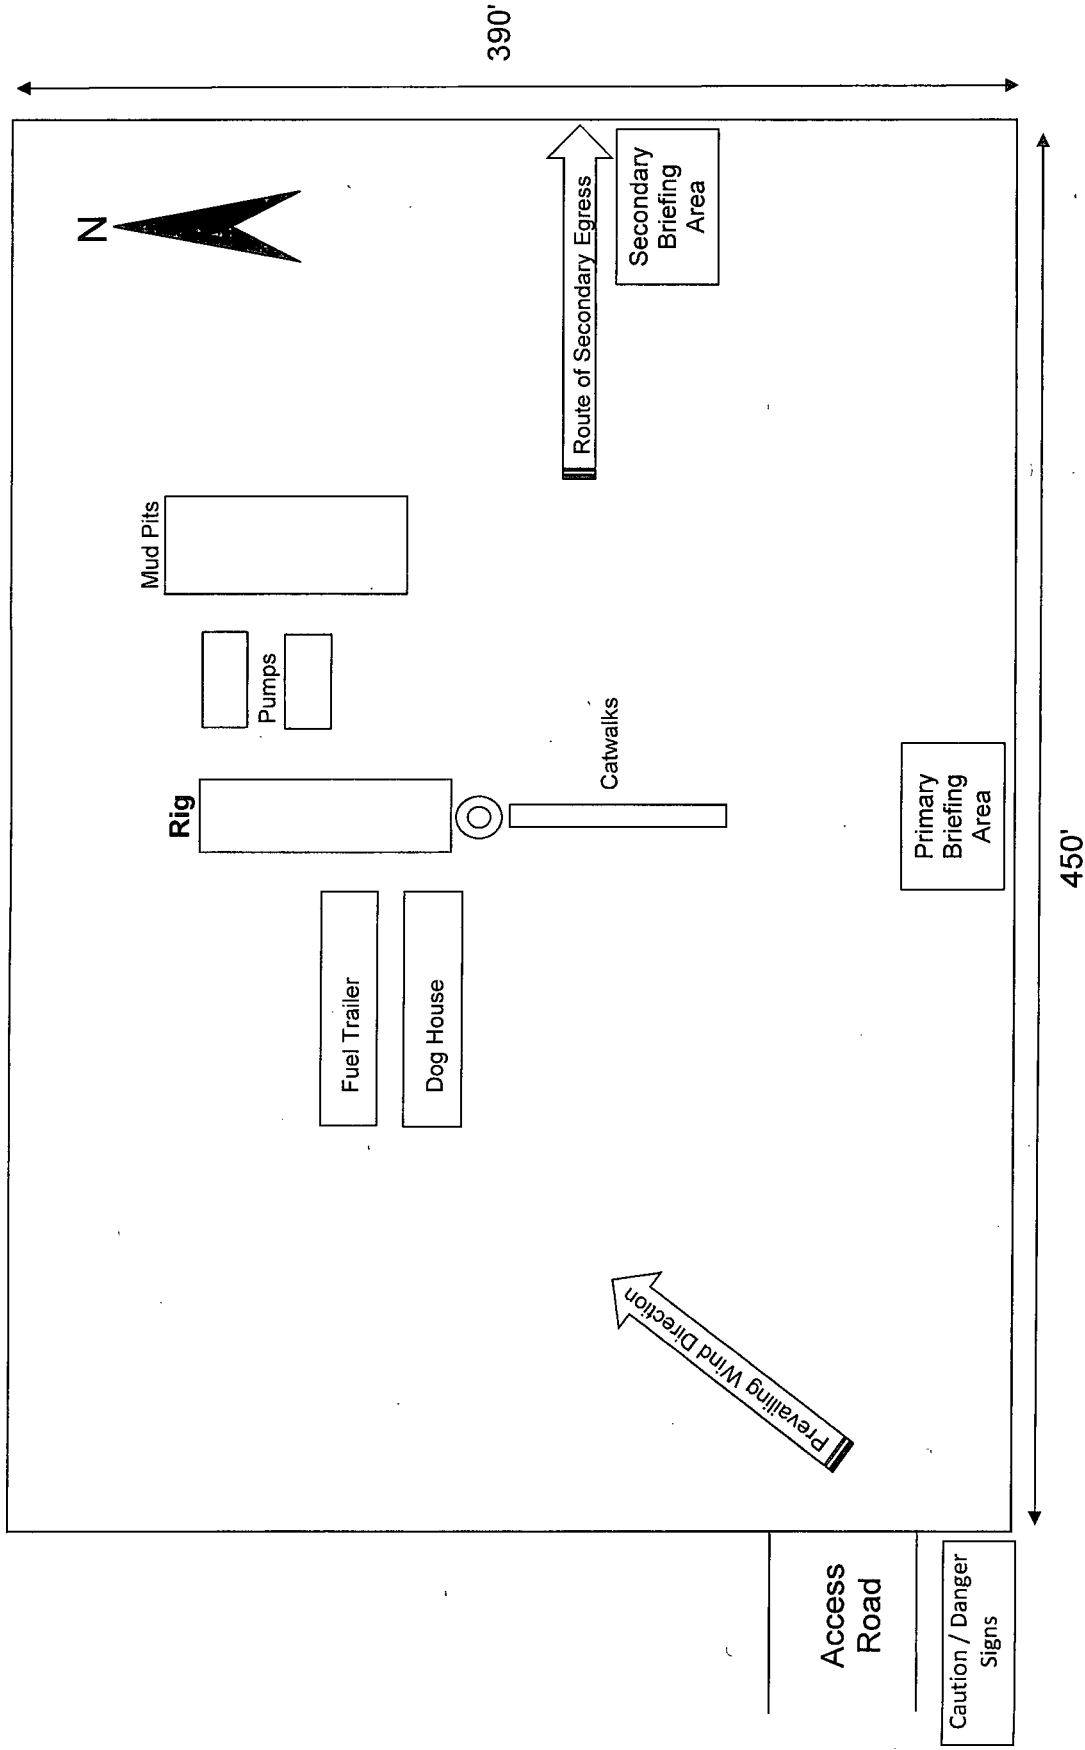 390'
N
Mud Pits
Pumps
Rig
Fuel Trailer
Dog House
Catwalks
Route of Secondary Egress
Secondary
Briefing
Area
Primary
Briefing
Area
Prevailing Wind Direction
Access
Road
Caution / Danger
Signs
450'